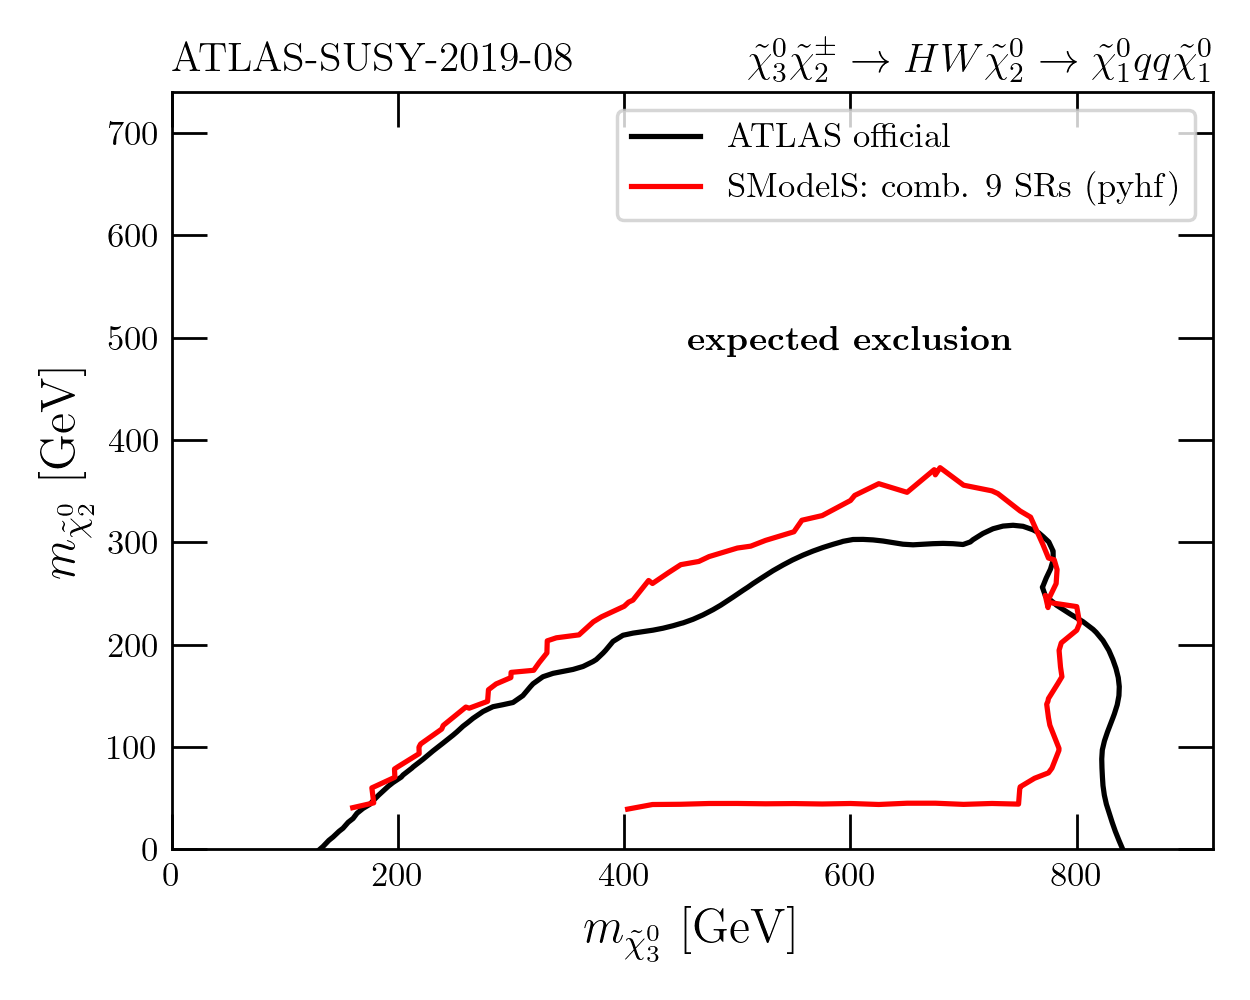 ATLAS-SUSY-2019-08
χ̃⁰₃χ̃±₂ → HWχ̃⁰₂ → χ̃⁰₁qqχ̃⁰₁
ATLAS official
SModelS: comb. 9 SRs (pyhf)
expected exclusion
700
600
500
400
300
200
100
0
m_χ̃⁰₂ [GeV]
0 200 400 600 800
m_χ̃⁰₃ [GeV]